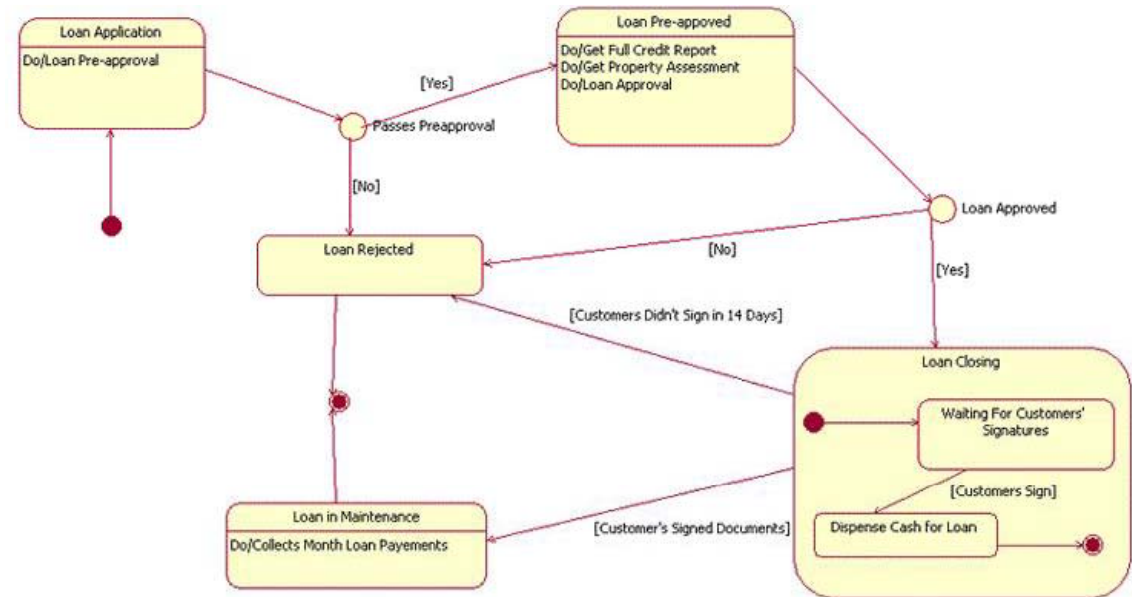 Loan Application
Do/Loan Pre-approval
Loan Pre-appoved
Do/Get Full Credit Report
Do/Get Property Assessment
Do/Loan Approval
[Yes]
Passes Preapproval
[No]
Loan Approved
Loan Rejected
[No]
[Yes]
[Customers Didn't Sign in 14 Days]
Loan Closing
Waiting For Customers'
Signatures
[Customers Sign]
Dispense Cash for Loan
[Customer's Signed Documents]
Loan in Maintenance
Do/Collects Month Loan Payements